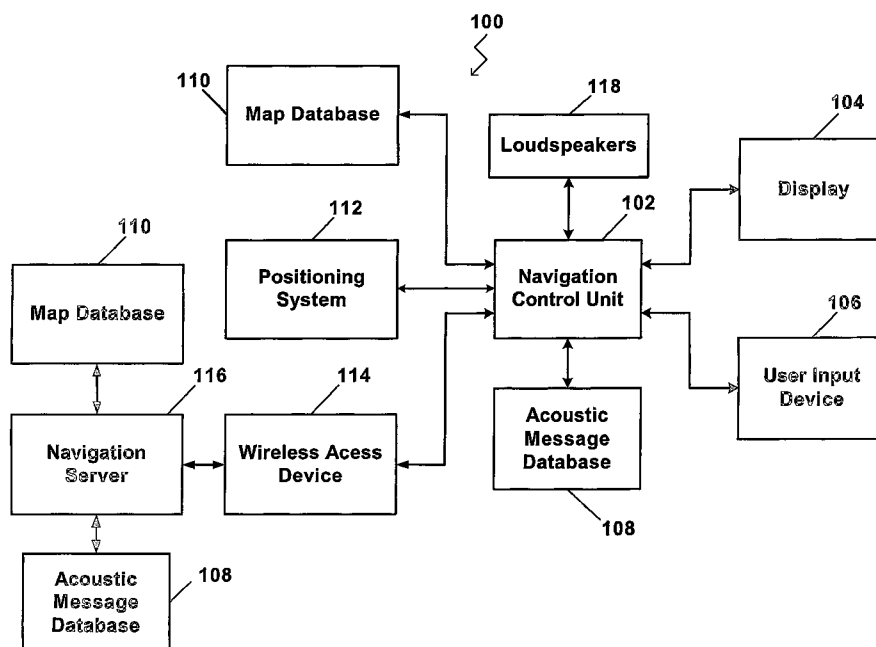 100
110
Map Database
118
Loudspeakers
104
Display
112
Positioning
System
102
Navigation
Control Unit
110
Map Database
106
User Input
Device
116
Navigation
Server
114
Wireless Acess
Device
Acoustic
Message
Database
108
Acoustic
Message
Database
108